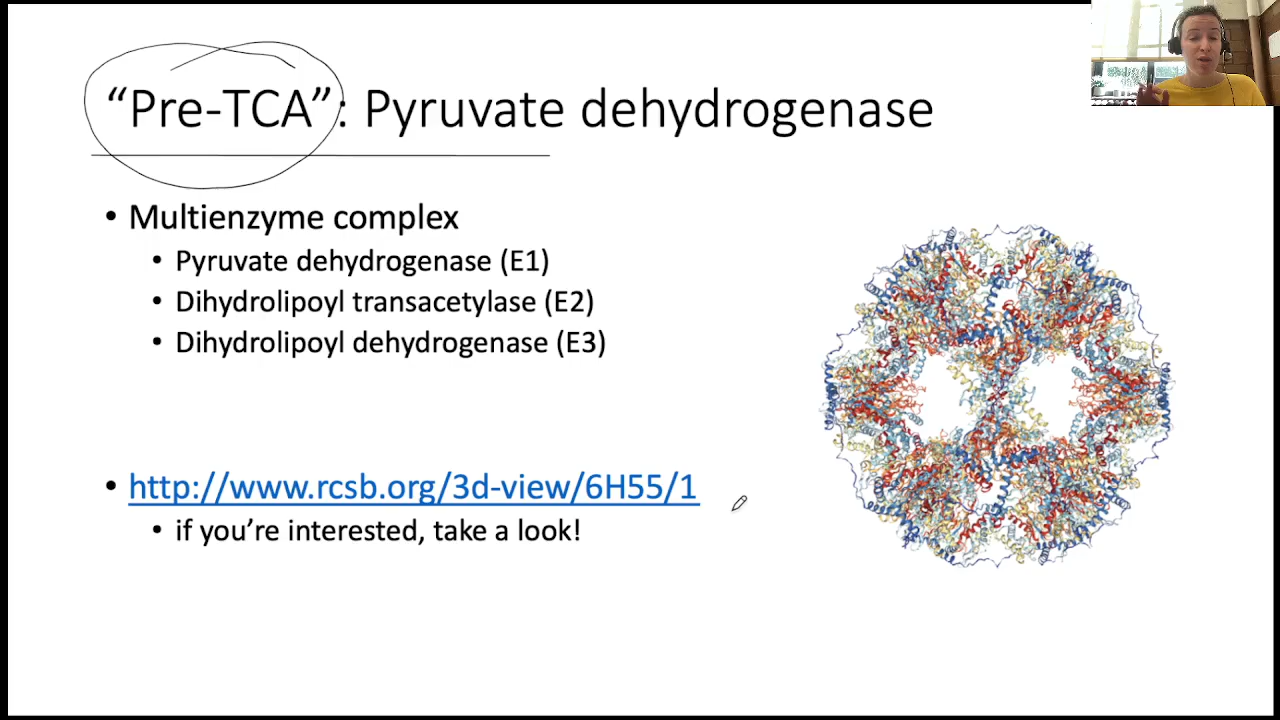 “Pre-TCA”: Pyruvate dehydrogenase
• Multienzyme complex
• Pyruvate dehydrogenase (E1)
• Dihydrolipoyl transacetylase (E2)
• Dihydrolipoyl dehydrogenase (E3)
• http://www.rcsb.org/3d-view/6H55/1
• if you’re interested, take a look!